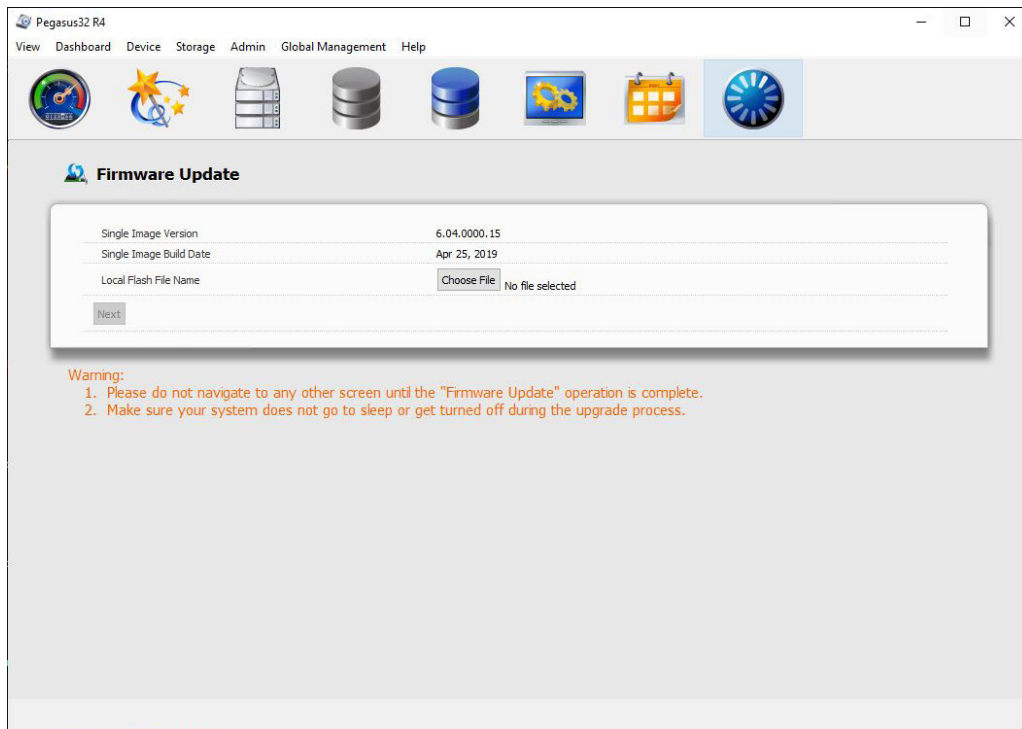 Pegasus32 R4
View Dashboard Device Storage Admin Global Management Help
Firmware Update
Single Image Version 6.04.0000.15
Single Image Build Date Apr 25, 2019
Local Flash File Name Choose File No file selected
Next
Warning:
1. Please do not navigate to any other screen until the "Firmware Update" operation is complete.
2. Make sure your system does not go to sleep or get turned off during the upgrade process.